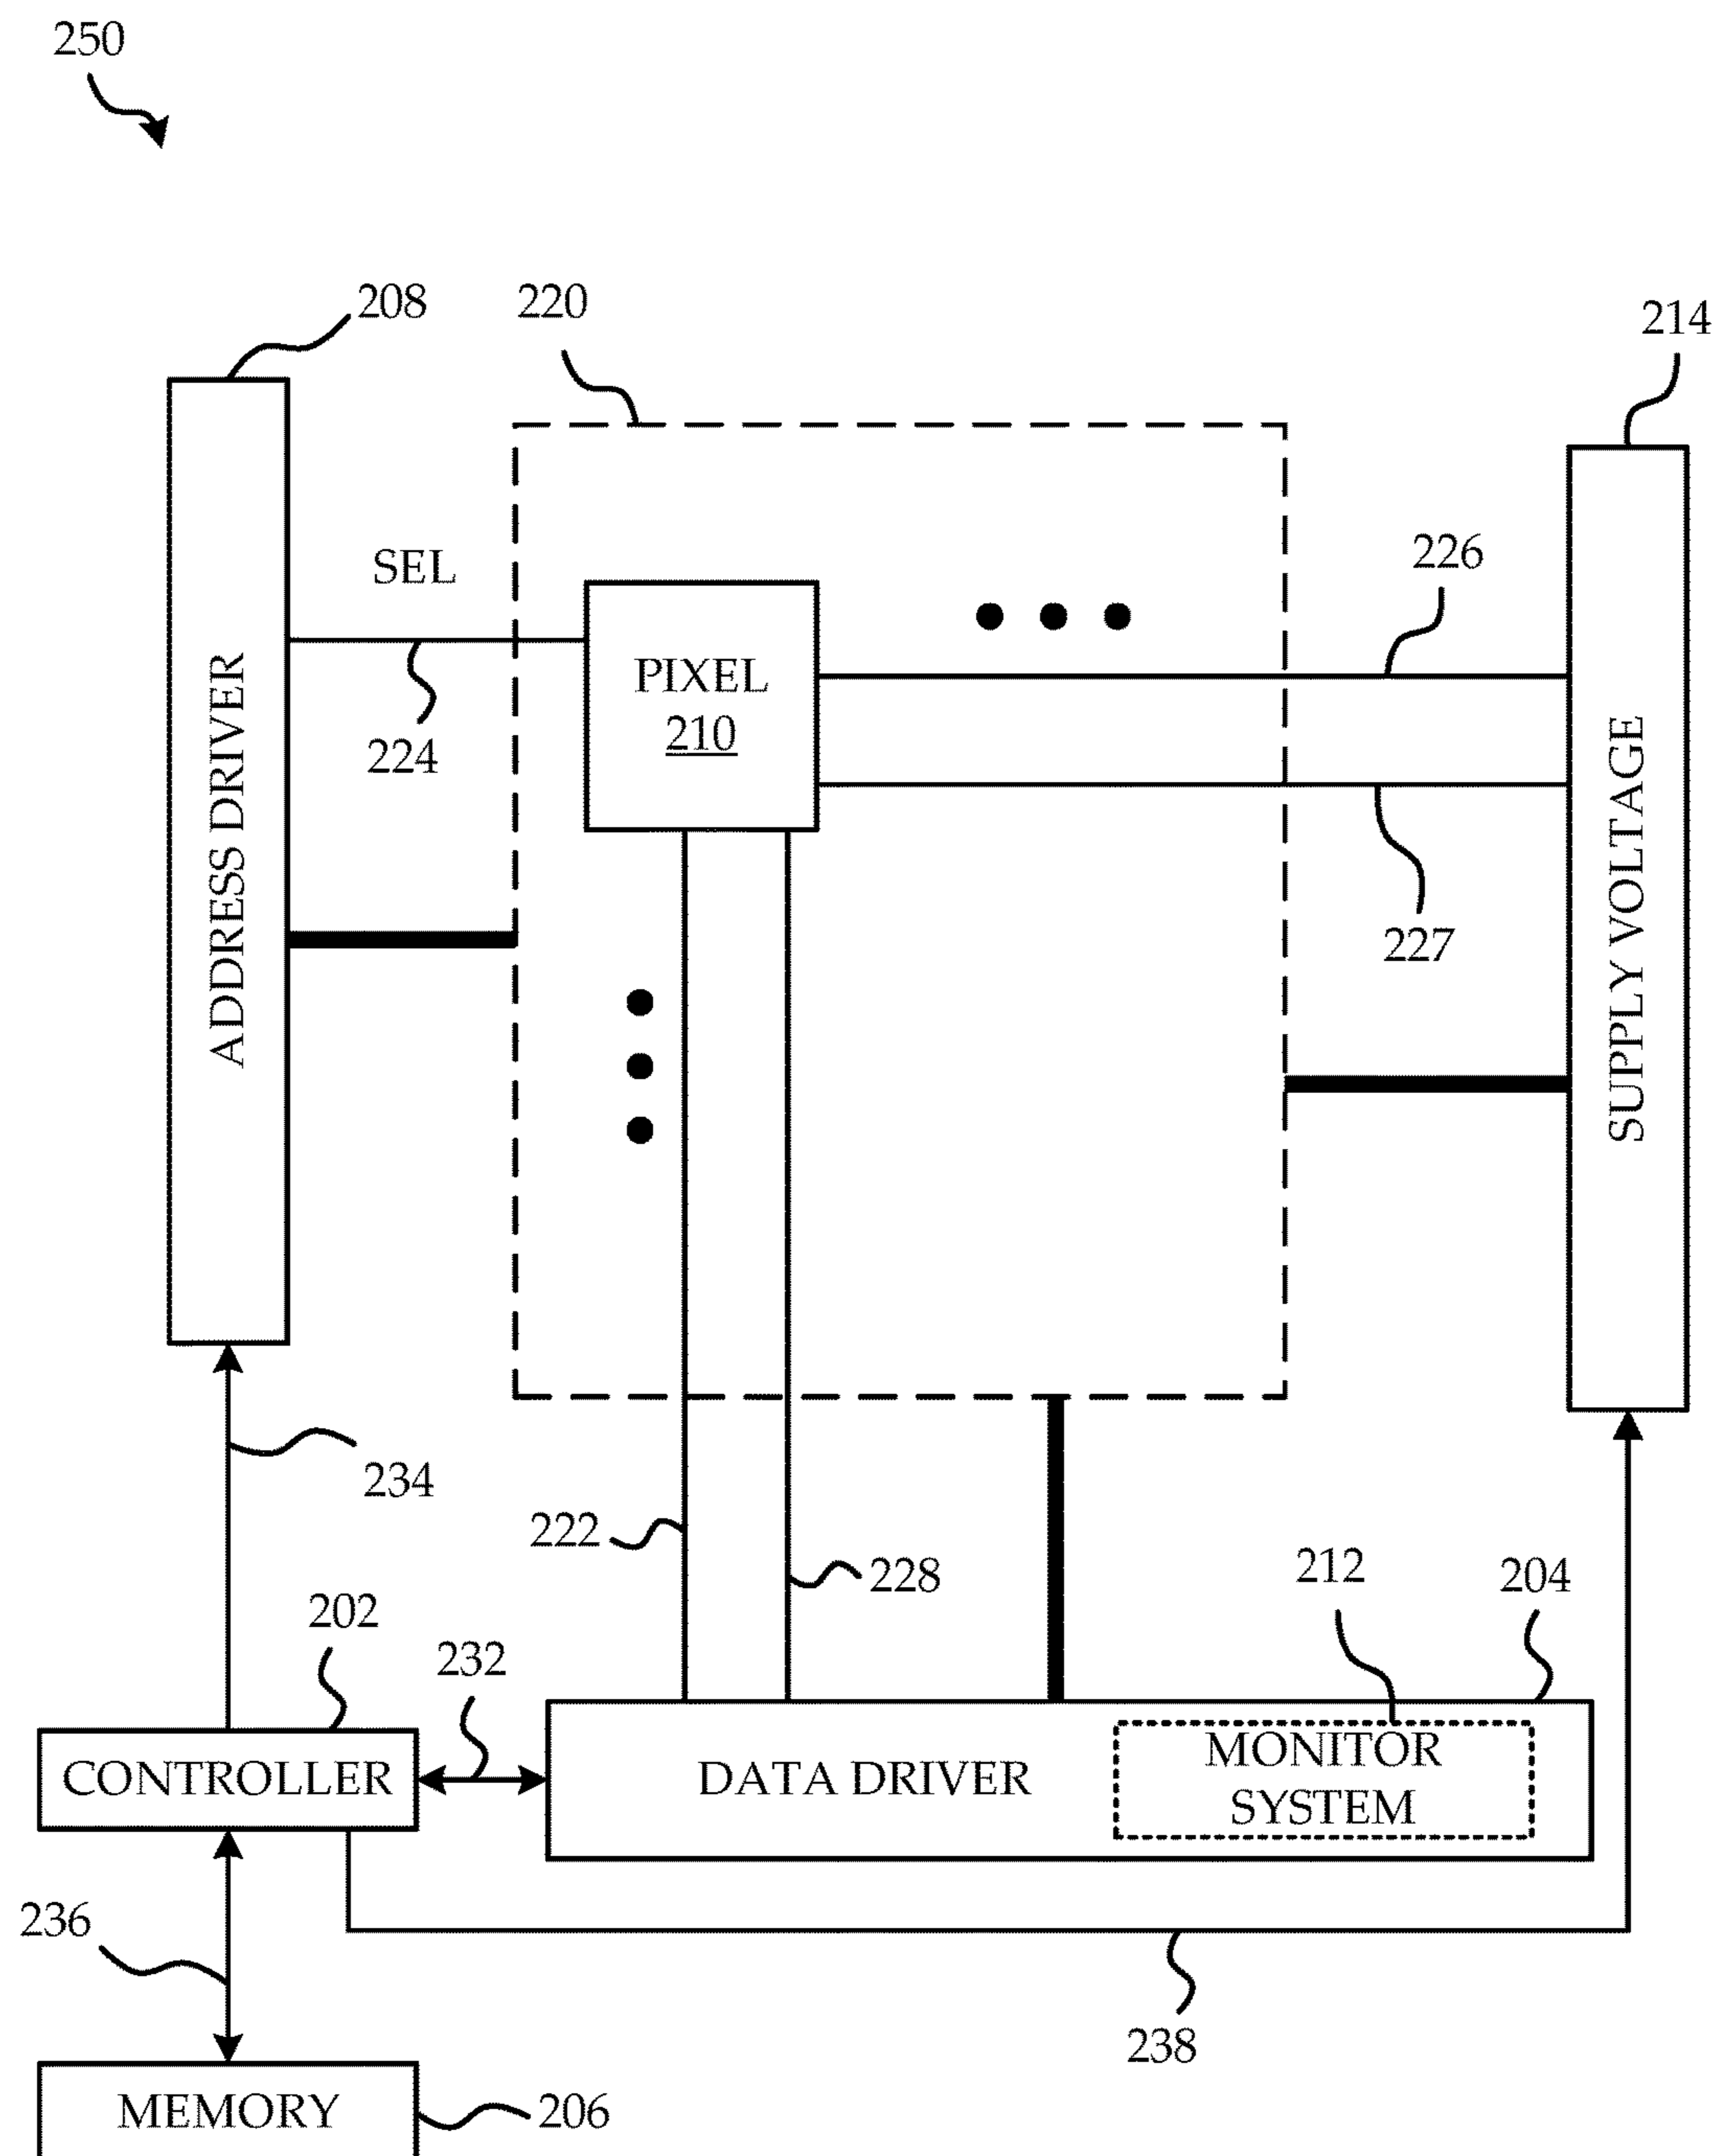 250
208
220
214
SEL
226
PIXEL
210
224
ADDRESS DRIVER
SUPPLY VOLTAGE
227
234
222
228
212
204
202
232
CONTROLLER
DATA DRIVER
MONITOR
SYSTEM
236
238
MEMORY
206